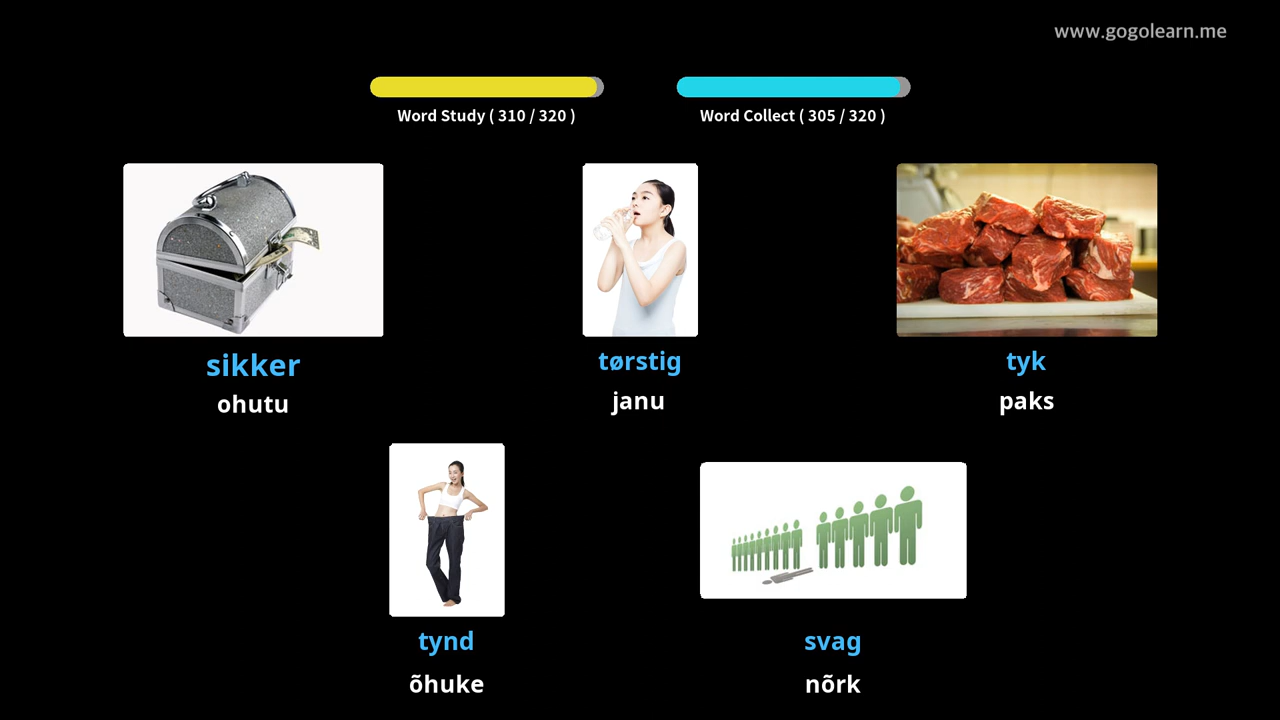 www.gogolearn.me
Word Study ( 310 / 320 )
Word Collect ( 305 / 320 )
sikker
ohutu
tørstig
janu
tyk
paks
tynd
õhuke
svag
nõrk